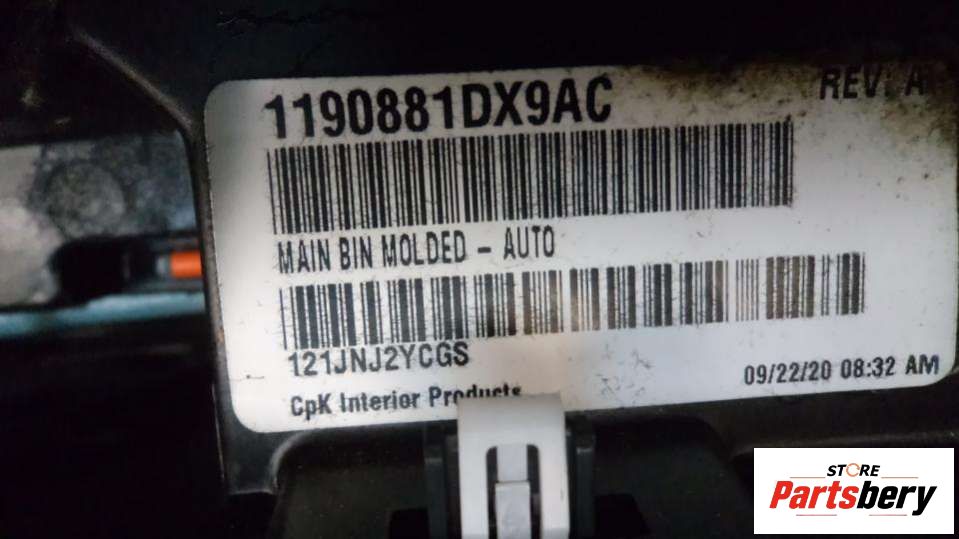 1190881DX9AC
REV: A
MAIN BIN MOLDED - AUTO
121JNJ2YCGS
09/22/20 08:32 AM
CpK Interior Products
STORE
Partsbery